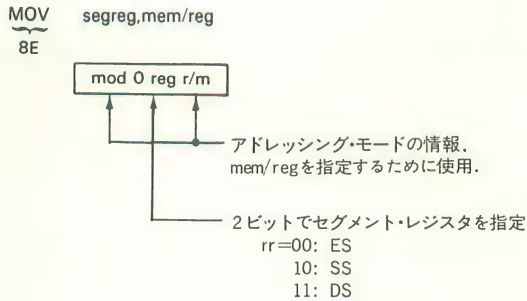 MOV segreg,mem/reg
8E
mod 0 reg r/m
アドレッシング・モードの情報.
mem/regを指定するために使用.
2ビットでセグメント・レジスタを指定
rr=00: ES
10: SS
11: DS